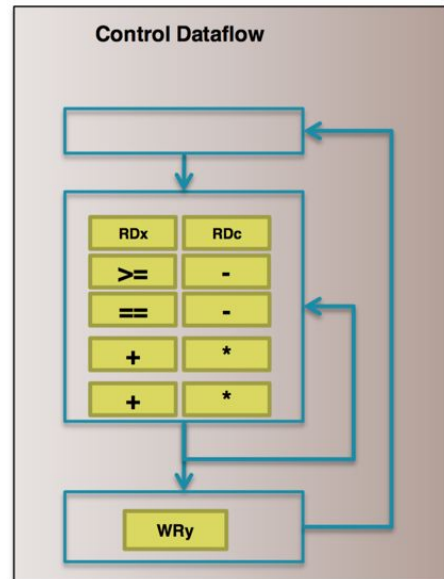 Control Dataflow
RDx RDc
>= -
== -
+ *
+ *
WRy